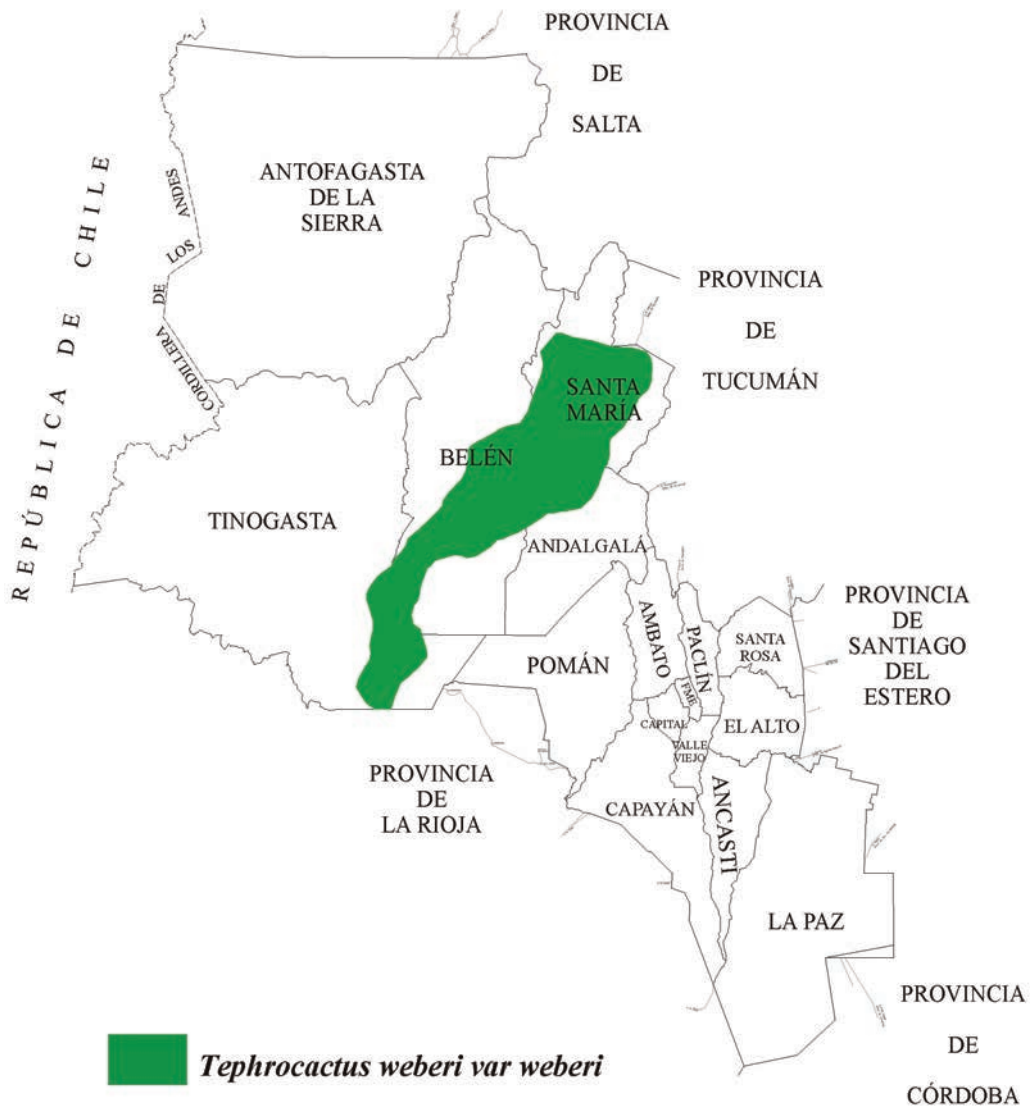 PROVINCIA
DE
SALTA
ANTOFAGASTA
DE LA
SIERRA
REPÚBLICA DE CHILE
CORDILLERA DE LOS ANDES
PROVINCIA
DE
TUCUMÁN
SANTA
MARÍA
BELÉN
TINOGASTA
ANDALGALÁ
PROVINCIA
DE
SANTIAGO
DEL
ESTERO
AMBATO
PACLÍN
SANTA
ROSA
POMÁN
FME
CAPITAL
EL ALTO
VALLE
VIEJO
PROVINCIA
DE
LA RIOJA
CAPAYÁN
ANCASTI
LA PAZ
PROVINCIA
DE
CÓRDOBA
Tephrocactus weberi var weberi